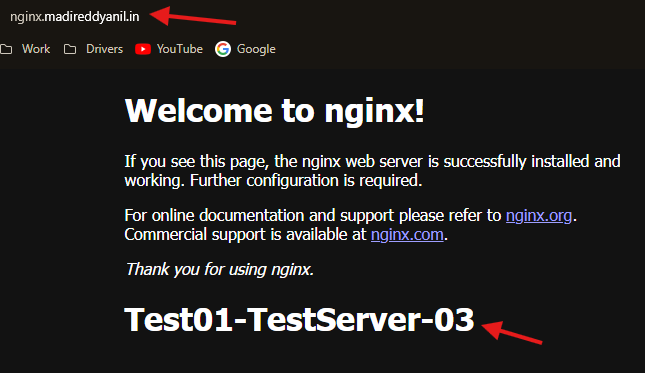 nginx.madireddyanil.in
Work Drivers YouTube Google
Welcome to nginx!
If you see this page, the nginx web server is successfully installed and
working. Further configuration is required.
For online documentation and support please refer to nginx.org.
Commercial support is available at nginx.com.
Thank you for using nginx.
Test01-TestServer-03